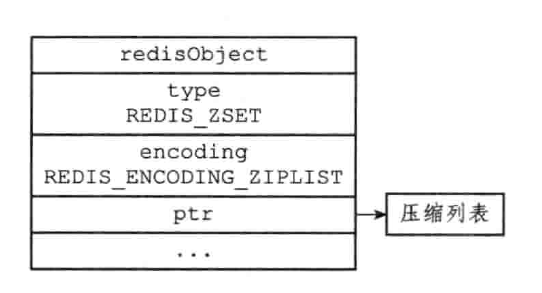 redisObject
type
REDIS_ZSET
encoding
REDIS_ENCODING_ZIPLIST
ptr
压缩列表
...